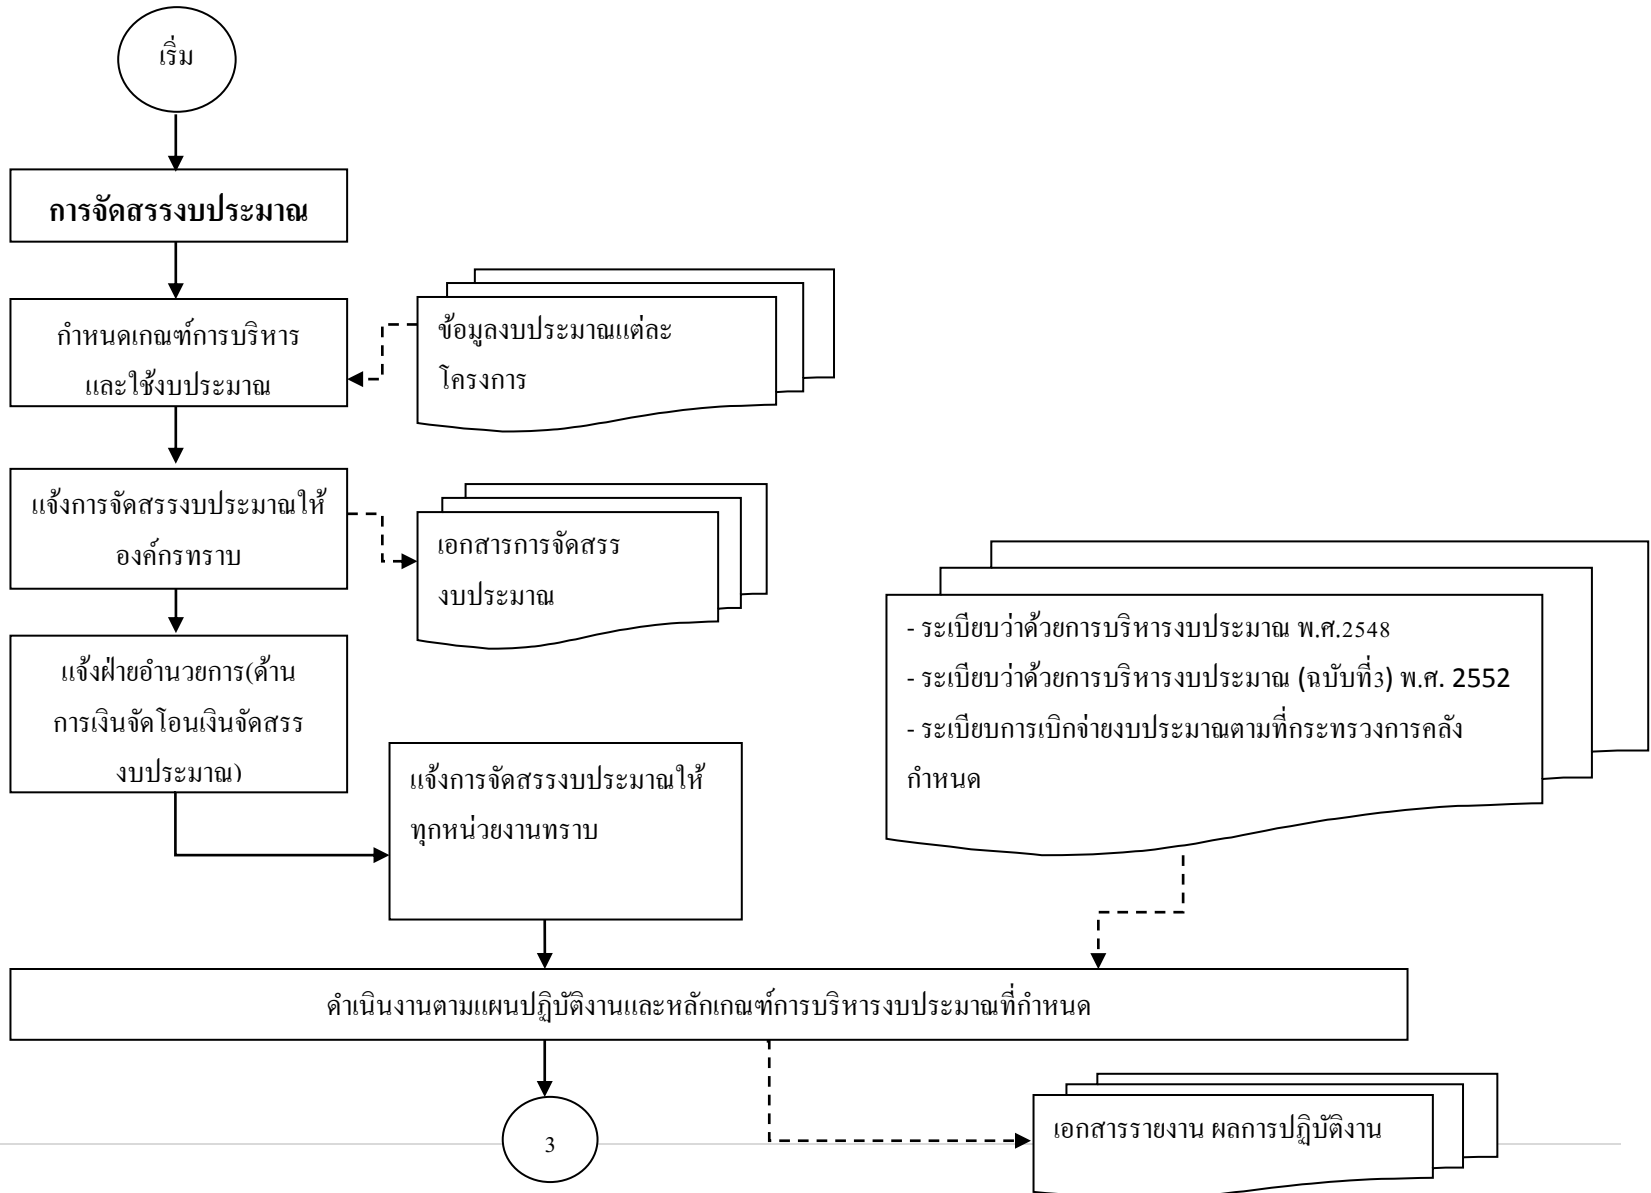 เริ่ม
การจัดสรรงบประมาณ
กำหนดเกณฑ์การบริหาร
และใช้งบประมาณ
ข้อมูลงบประมาณแต่ละ
โครงการ
แจ้งการจัดสรรงบประมาณให้
องค์กรทราบ
เอกสารการจัดสรร
งบประมาณ
แจ้งฝ่ายอำนวยการ(ด้าน
การเงินจัดโอนเงินจัดสรร
งบประมาณ)
แจ้งการจัดสรรงบประมาณให้
ทุกหน่วยงานทราบ
- ระเบียบว่าด้วยการบริหารงบประมาณ พ.ศ.2548
- ระเบียบว่าด้วยการบริหารงบประมาณ (ฉบับที่3) พ.ศ. 2552
- ระเบียบการเบิกจ่ายงบประมาณตามที่กระทรวงการคลัง
กำหนด
ดำเนินงานตามแผนปฏิบัติงานและหลักเกณฑ์การบริหารงบประมาณที่กำหนด
3
เอกสารรายงาน ผลการปฏิบัติงาน